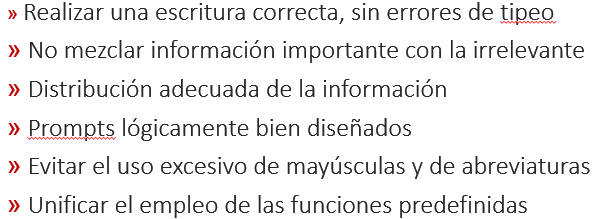 » Realizar una escritura correcta, sin errores de tipeo
» No mezclar información importante con la irrelevante
» Distribución adecuada de la información
» Prompts lógicamente bien diseñados
» Evitar el uso excesivo de mayúsculas y de abreviaturas
» Unificar el empleo de las funciones predefinidas